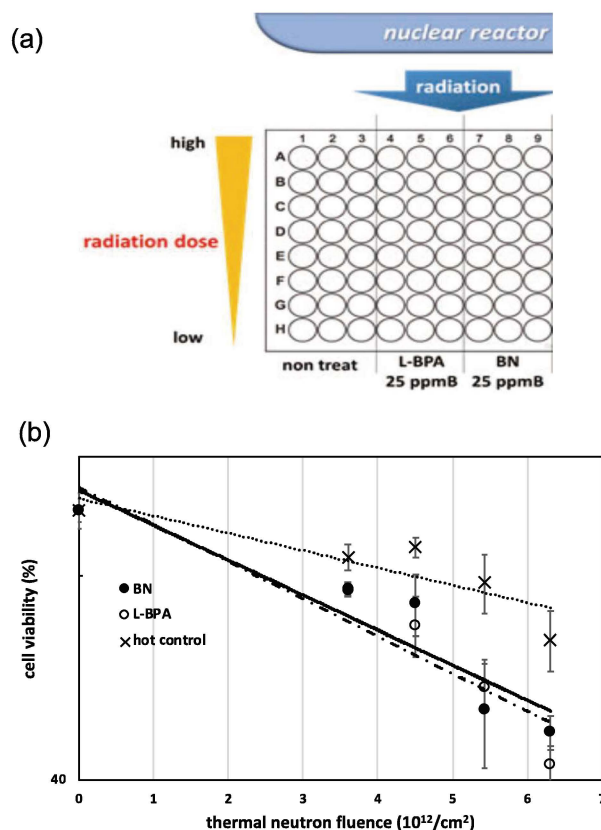 (a)
nuclear reactor
radiation
high
radiation dose
low
1 2 3 4 5 6 7 8 9
A
B
C
D
E
F
G
H
non treat
L-BPA
25 ppmB
BN
25 ppmB
(b)
cell viability (%)
BN
L-BPA
hot control
40
0 1 2 3 4 5 6 7
thermal neutron fluence (10¹²/cm²)